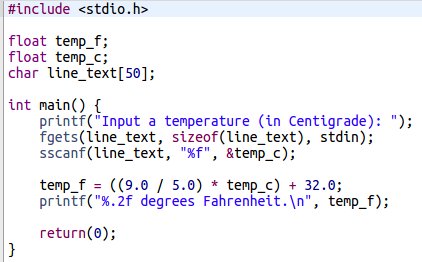 #include <stdio.h>
float temp_f;
float temp_c;
char line_text[50];
int main() {
    printf("Input a temperature (in Centigrade): ");
    fgets(line_text, sizeof(line_text), stdin);
    sscanf(line_text, "%f", &temp_c);
    temp_f = ((9.0 / 5.0) * temp_c) + 32.0;
    printf("%.2f degrees Fahrenheit.\n", temp_f);
    return(0);
}